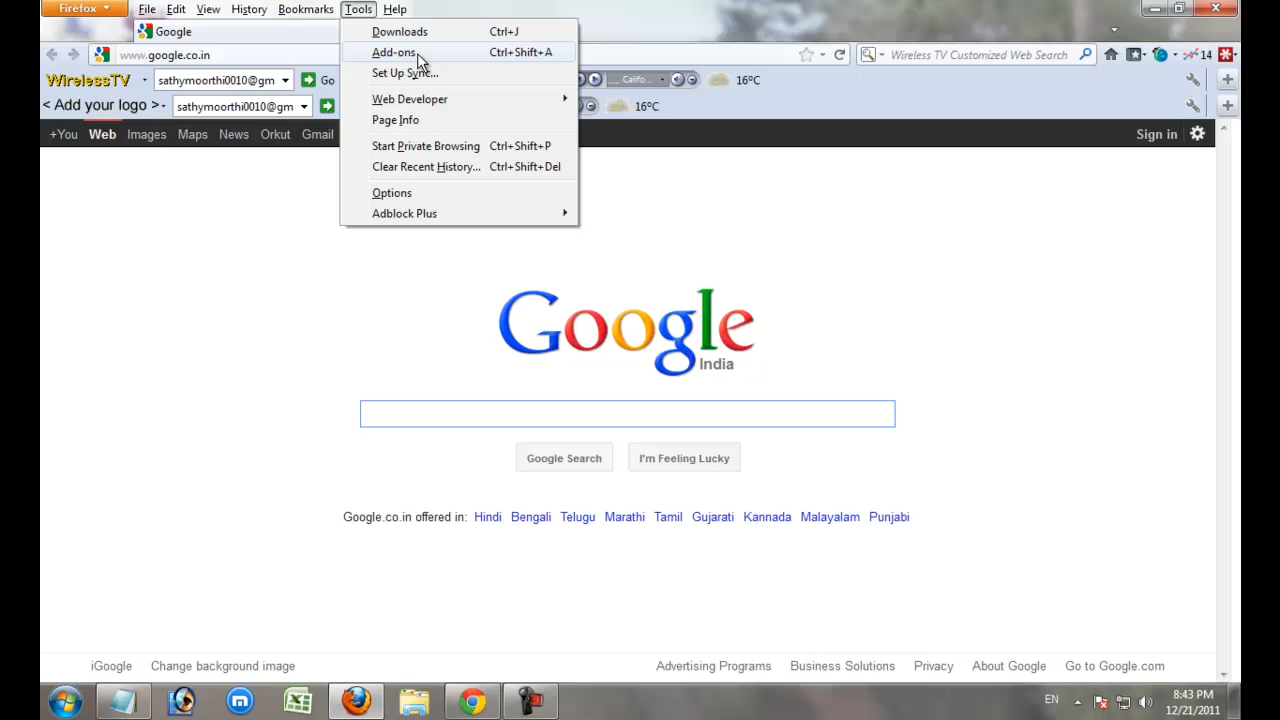 Firefox File Edit View History Bookmarks Tools Help
Google
www.google.co.in
Wireless TV Customized Web Search
14
WirelessTV sathymoorthi0010@gm Go
Califo... 16°C
< Add your logo > sathymoorthi0010@gm
16°C
Downloads Ctrl+J
Add-ons Ctrl+Shift+A
Set Up Sync...
Web Developer
Page Info
Start Private Browsing Ctrl+Shift+P
Clear Recent History... Ctrl+Shift+Del
Options
Adblock Plus
+You Web Images Maps News Orkut Gmail Sign in
Google
India
Google Search I'm Feeling Lucky
Google.co.in offered in: Hindi Bengali Telugu Marathi Tamil Gujarati Kannada Malayalam Punjabi
iGoogle Change background image Advertising Programs Business Solutions Privacy About Google Go to Google.com
EN 8:43 PM
12/21/2011